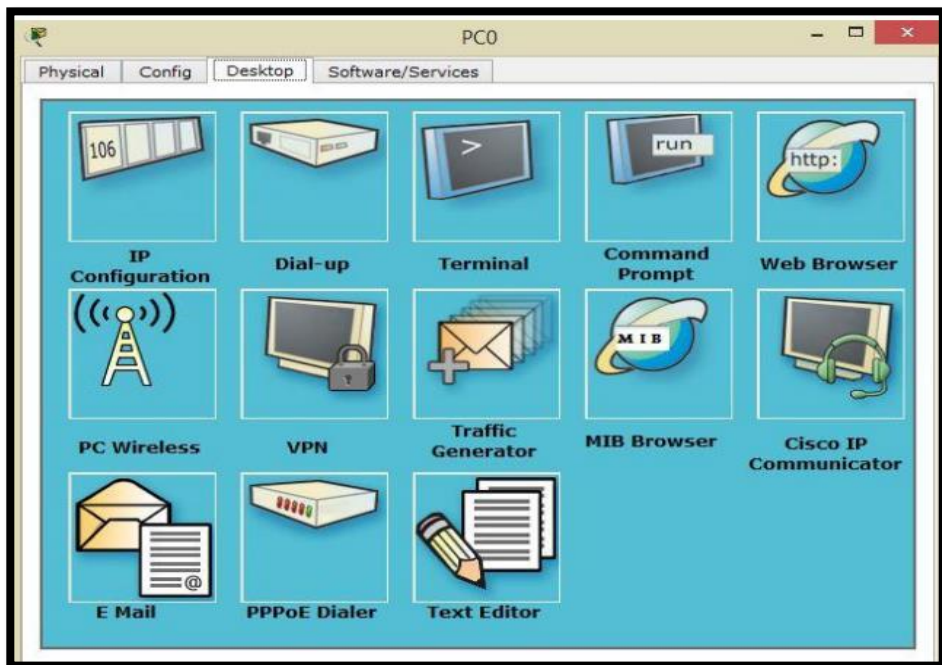 PC0
Physical Config Desktop Software/Services
106
>
run
http:
IP
Configuration
Dial-up
Terminal
Command
Prompt
Web Browser
PC Wireless
?
VPN
Traffic
Generator
MIB
MIB Browser
Cisco IP
Communicator
@
E Mail
PPPoE Dialer
Text Editor